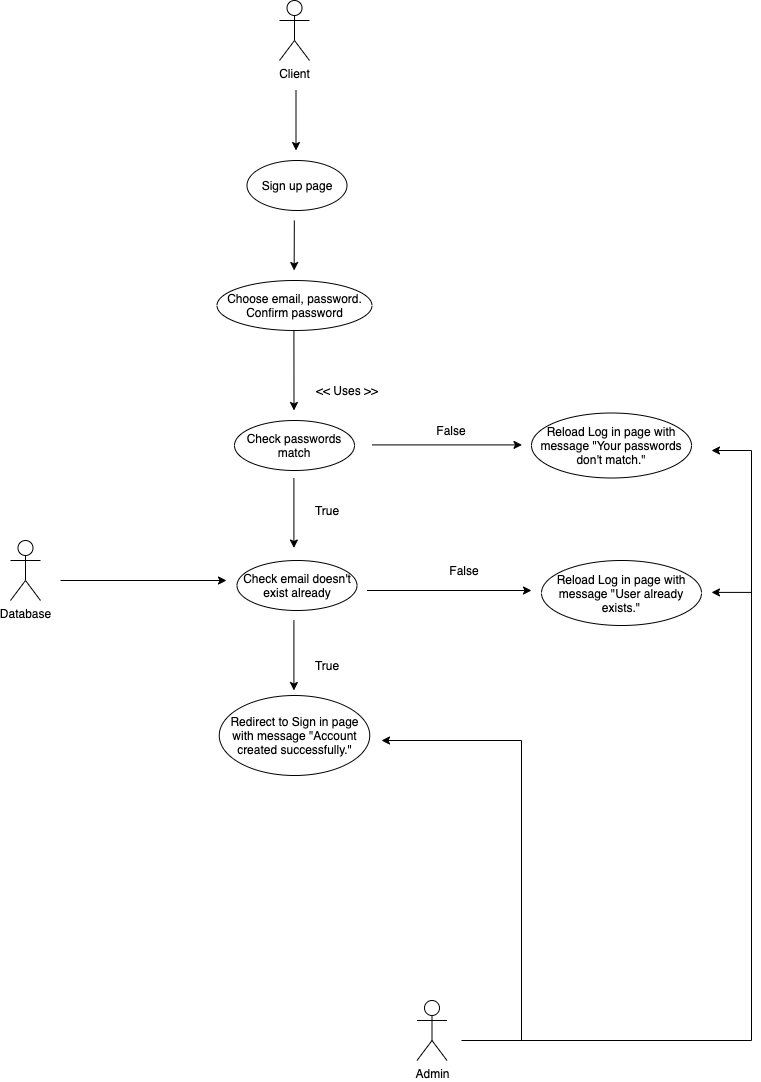 Client
Sign up page
Choose email, password.
Confirm password
<< Uses >>
Check passwords
match
False
Reload Log in page with
message "Your passwords
don't match."
True
Database
Check email doesn't
exist already
False
Reload Log in page with
message "User already
exists."
True
Redirect to Sign in page
with message "Account
created successfully."
Admin